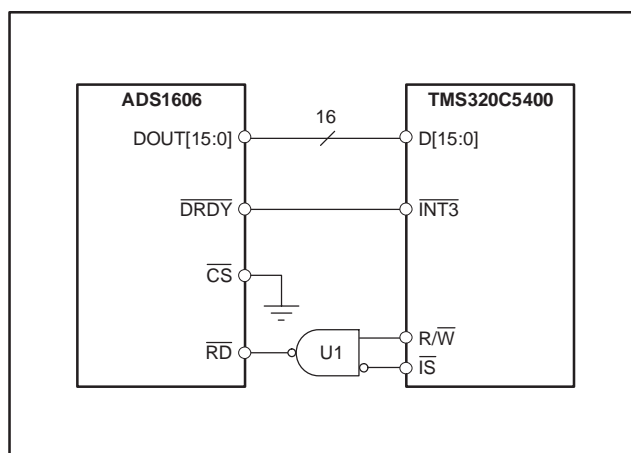 ADS1606 TMS320C5400
16
DOUT[15:0] D[15:0]
DRDY INT3
CS
R/W
RD U1
IS